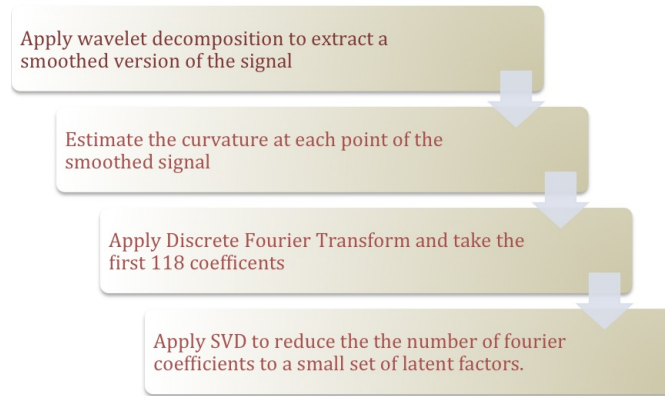 Apply wavelet decomposition to extract a
smoothed version of the signal
Estimate the curvature at each point of the
smoothed signal
Apply Discrete Fourier Transform and take the
first 118 coefficents
Apply SVD to reduce the the number of fourier
coefficients to a small set of latent factors.